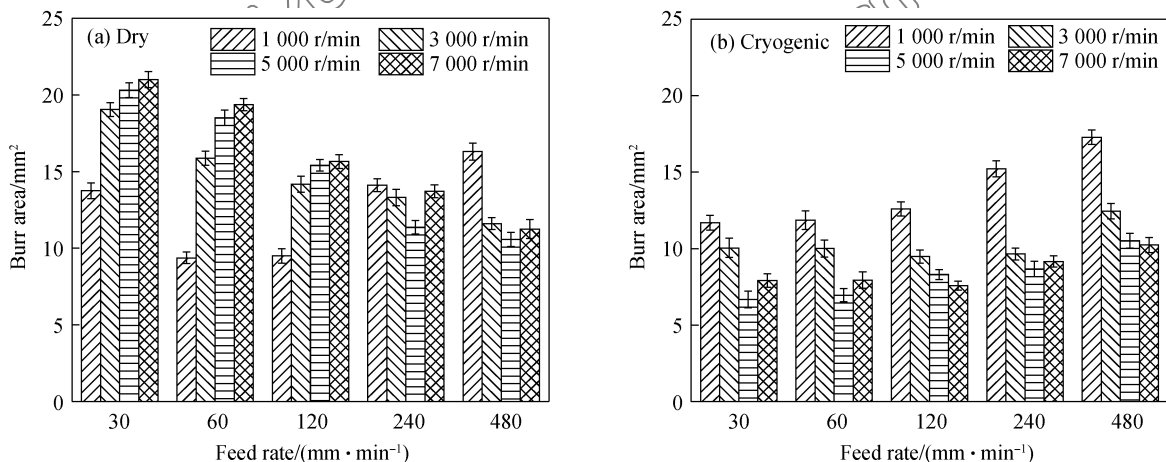 25
20
15
10
5
0
Burr area/mm²
(a) Dry
1 000 r/min
3 000 r/min
5 000 r/min
7 000 r/min
30 60 120 240 480
Feed rate/(mm · min⁻¹)
25
20
15
10
5
0
Burr area/mm²
(b) Cryogenic
1 000 r/min
3 000 r/min
5 000 r/min
7 000 r/min
30 60 120 240 480
Feed rate/(mm · min⁻¹)